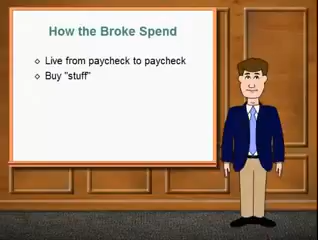 How the Broke Spend
Live from paycheck to paycheck
Buy "stuff"